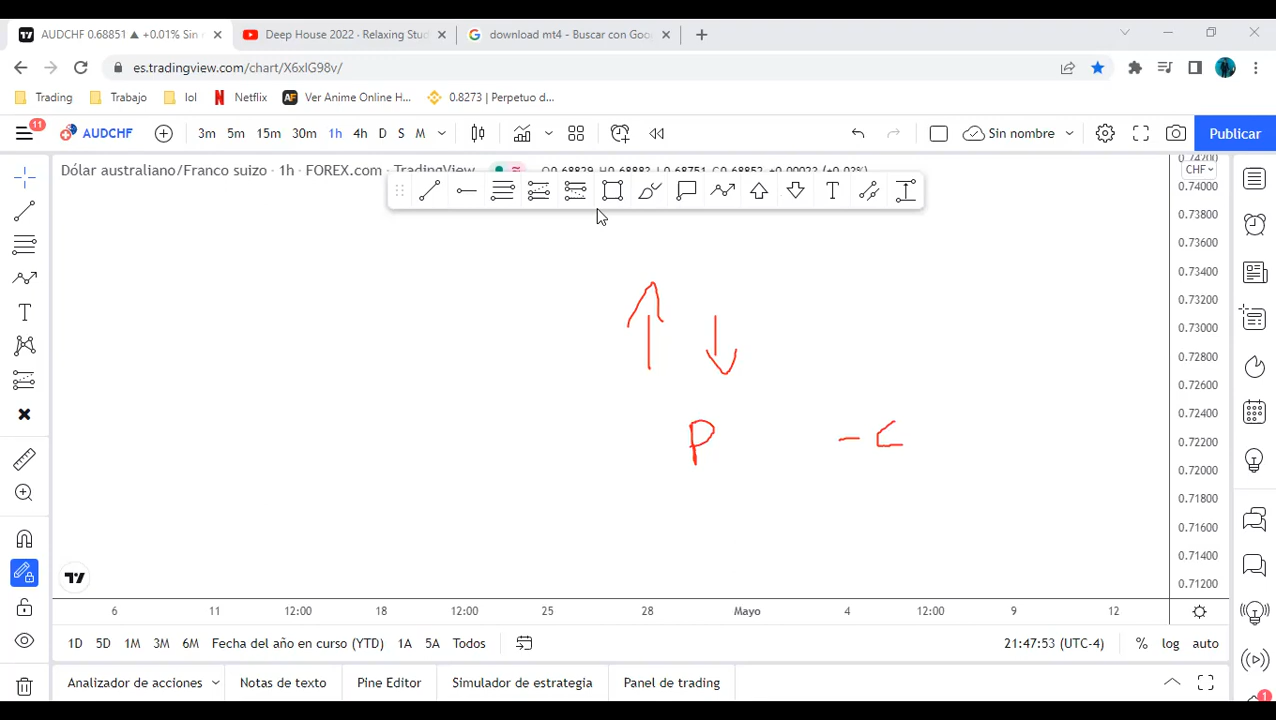 AUDCHF 0.68851 ▲ +0.01% Sin
Deep House 2022 · Relaxing Stud
download mt4 - Buscar con Goo
es.tradingview.com/chart/X6xlG98v/
Trading
Trabajo
lol
Netflix
Ver Anime Online H...
0.8273 | Perpetuo d...
11
AUDCHF
3m 5m 15m 30m 1h 4h D S M
Sin nombre
Publicar
Dólar australiano/Franco suizo · 1h · FOREX.com · TradingView
CHF
0.74000
0.73800
0.73600
0.73400
0.73200
0.73000
0.72800
0.72600
0.72400
0.72200
0.72000
0.71800
0.71600
0.71400
0.71200
T
T
P - C
6 11 12:00 18 12:00 25 28 Mayo 4 12:00 9 12
1D 5D 1M 3M 6M Fecha del año en curso (YTD) 1A 5A Todos
21:47:53 (UTC-4) % log auto
Analizador de acciones Notas de texto Pine Editor Simulador de estrategia Panel de trading
1